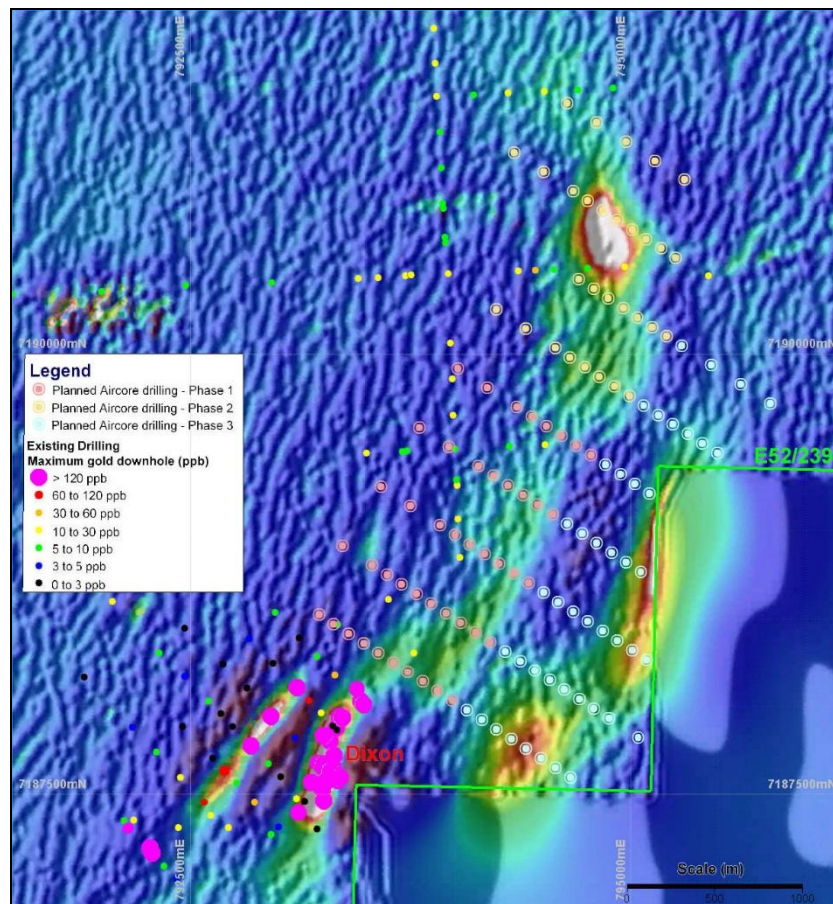 792500mE
795000mE
7190000mN
7190000mN
Legend
Planned Aircore drilling - Phase 1
Planned Aircore drilling - Phase 2
Planned Aircore drilling - Phase 3
Existing Drilling
Maximum gold downhole (ppb)
> 120 ppb
60 to 120 ppb
30 to 60 ppb
10 to 30 ppb
5 to 10 ppb
3 to 5 ppb
0 to 3 ppb
E52/239
Dixon
7187500mN
7187500mN
792500mE
795000mE
Scale (m)
0
500
1000